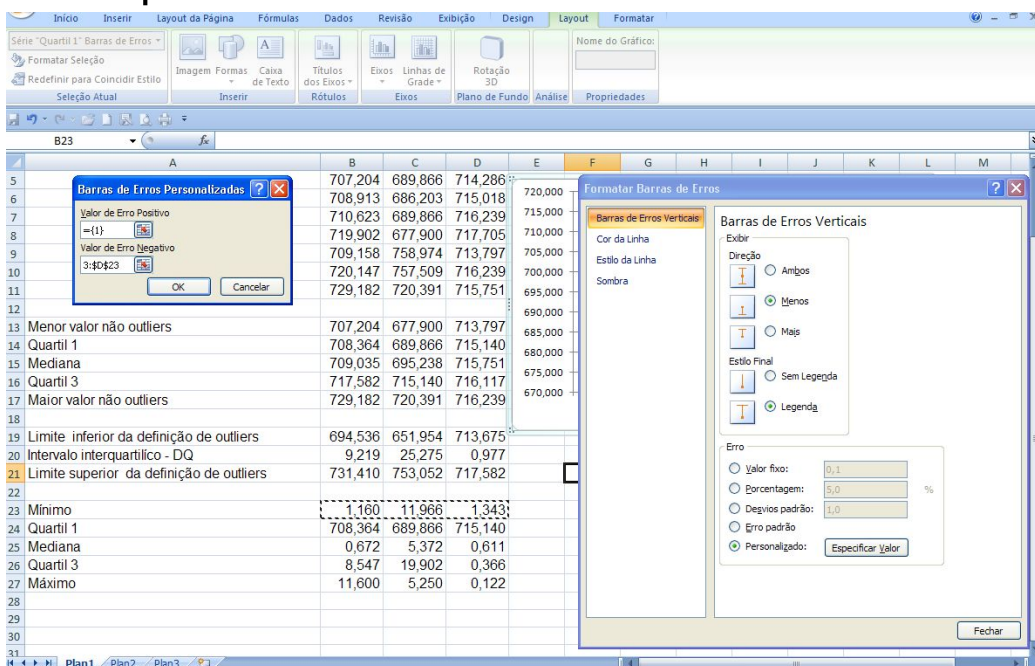 Início Inserir Layout da Página Fórmulas Dados Revisão Exibição Design Layout Formatar
Série "Quartil 1" Barras de Erros
Formatar Seleção
Redefinir para Coincidir Estilo
Seleção Atual
Imagem Formas Caixa de Texto
Inserir
Títulos dos Eixos
Rótulos
Eixos Linhas de Grade
Eixos
Rotação 3D
Plano de Fundo
Análise
Nome do Gráfico:
Propriedades
B23 fx
A B C D E F G H I J K L M
5 707,204 689,866 714,286
6 708,913 686,203 715,018
7 710,623 689,866 716,239
8 719,902 677,900 717,705
9 709,158 758,974 713,797
10 720,147 757,509 716,239
11 729,182 720,391 715,751
12
13 Menor valor não outliers 707,204 677,900 713,797
14 Quartil 1 708,364 689,866 715,140
15 Mediana 709,035 695,238 715,751
16 Quartil 3 717,582 715,140 716,117
17 Maior valor não outliers 729,182 720,391 716,239
18
19 Limite inferior da definição de outliers 694,536 651,954 713,675
20 Intervalo interquartilíco - DQ 9,219 25,275 0,977
21 Limite superior da definição de outliers 731,410 753,052 717,582
22
23 Mínimo 1,160 11,966 1,343
24 Quartil 1 708,364 689,866 715,140
25 Mediana 0,672 5,372 0,611
26 Quartil 3 8,547 19,902 0,366
27 Máximo 11,600 5,250 0,122
28
29
30
31
Barras de Erros Personalizadas
Valor de Erro Positivo
={1}
Valor de Erro Negativo
3:$D$23
OK Cancelar
720,000
715,000
710,000
705,000
700,000
695,000
690,000
685,000
680,000
675,000
670,000
Formatar Barras de Erros
Barras de Erros Verticais
Cor da Linha
Estilo da Linha
Sombra
Barras de Erros Verticais
Exibir
Direção
Ambos
Menos
Mais
Estilo Final
Sem Legenda
Legenda
Erro
Valor fixo: 0,1
Porcentagem: 5,0 %
Desvios padrão: 1,0
Erro padrão
Personalizado: Especificar Valor
Fechar
Plan1 Plan2 Plan3